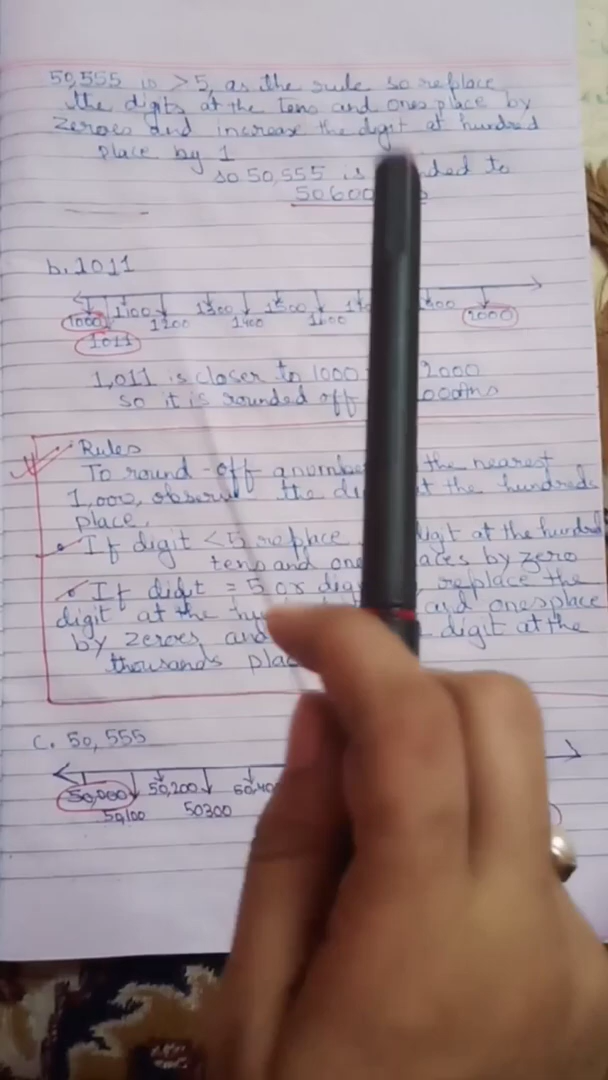 50,555 is > 5, as the rule so replace
the digits at the tens and ones place by
zeroes and increase the digit at hundred
place by 1
so 50,555 is to
50600
b. 1011
1000 1100 1200 1300 1400 1500 1600 2000
1011
1,011 is closer to 1000 2000
so it is rounded off
Rules
To round-off a number the nearest
1,000, observe the at the hundreds
place.
If digit < 5 replace digit at the hundred
tens and ones by zero
If digit = 5 or replace the
digit at the and ones place
by zeroes and digit at the
thousands place
C. 50,555
50,000 50,200
50,100 50300